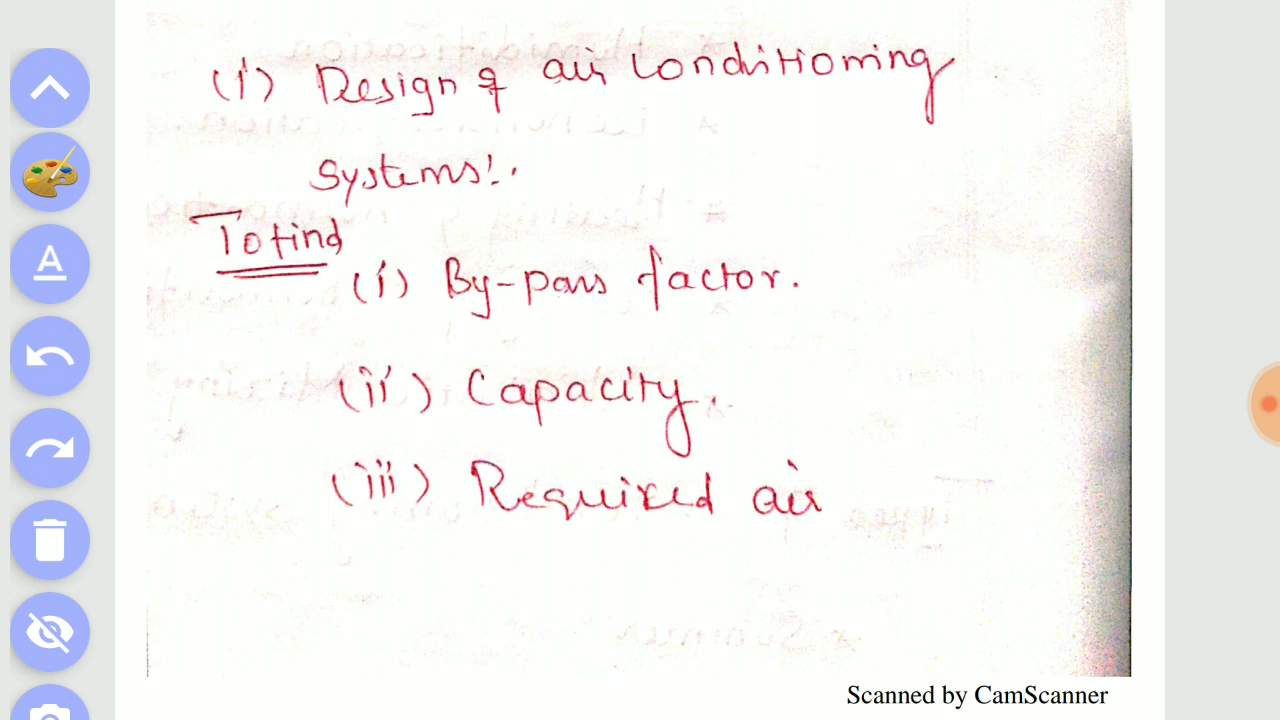 (i) Design of air conditioning
Systems:.
To find
(i) By-pass factor.
(ii) Capacity.
(iii) Required air
Scanned by CamScanner